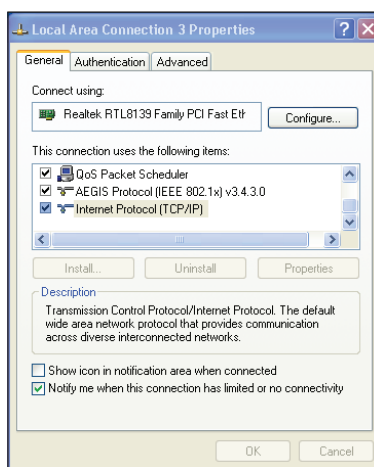 Local Area Connection 3 Properties
General Authentication Advanced
Connect using:
Realtek RTL8139 Family PCI Fast Eth
Configure...
This connection uses the following items:
QoS Packet Scheduler
AEGIS Protocol (IEEE 802.1x) v3.4.3.0
Internet Protocol (TCP/IP)
Install... Uninstall Properties
Description
Transmission Control Protocol/Internet Protocol. The default
wide area network protocol that provides communication
across diverse interconnected networks.
Show icon in notification area when connected
Notify me when this connection has limited or no connectivity
OK Cancel